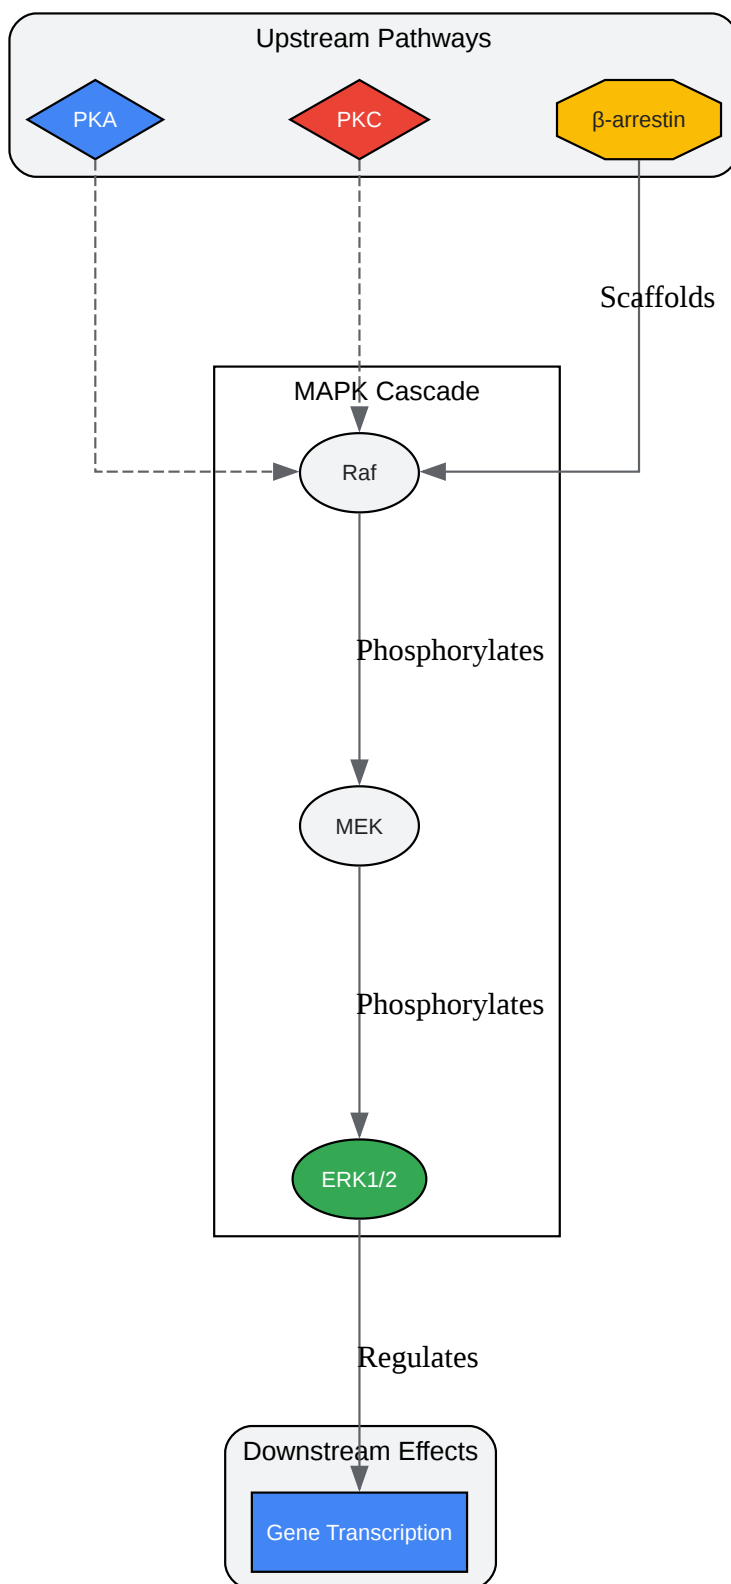 Upstream Pathways
PKA
PKC
β-arrestin
Scaffolds
MAPK Cascade
Raf
Phosphorylates
MEK
Phosphorylates
ERK1/2
Regulates
Downstream Effects
Gene Transcription